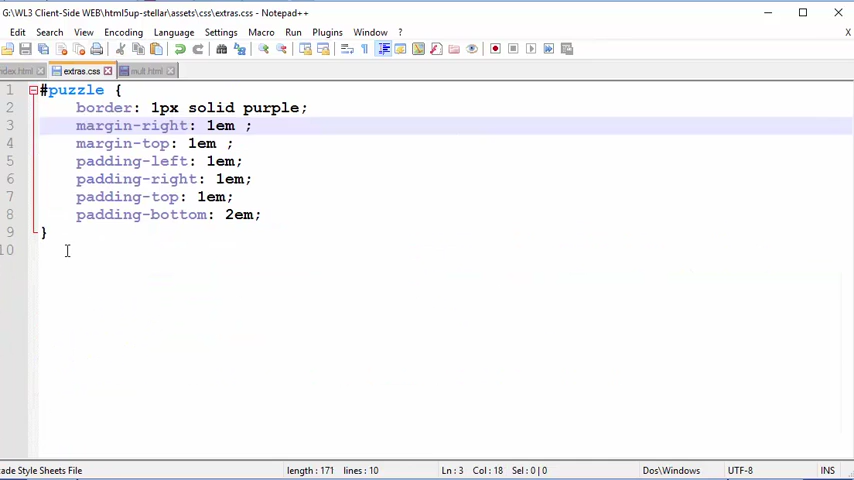 G:\WL3 Client-Side WEB\html5up-stellar\assets\css\extras.css - Notepad++
Edit Search View Encoding Language Settings Macro Run Plugins Window ? X
index.html extras.css mult.html
1 #puzzle {
2 border: 1px solid purple;
3 margin-right: 1em ;
4 margin-top: 1em ;
5 padding-left: 1em;
6 padding-right: 1em;
7 padding-top: 1em;
8 padding-bottom: 2em;
9 }
10
cade Style Sheets File length : 171 lines : 10 Ln : 3 Col : 18 Sel : 0 | 0 Dos\Windows UTF-8 INS